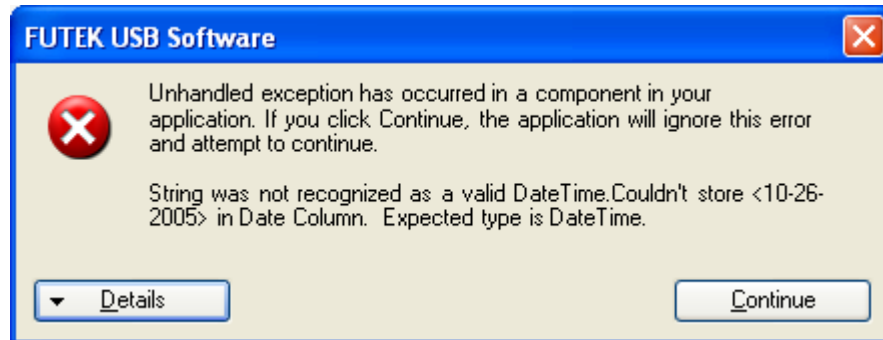 FUTEK USB Software
Unhandled exception has occurred in a component in your
application. If you click Continue, the application will ignore this error
and attempt to continue.
String was not recognized as a valid DateTime.Couldn't store <10-26-
2005> in Date Column.  Expected type is DateTime.
Details
Continue